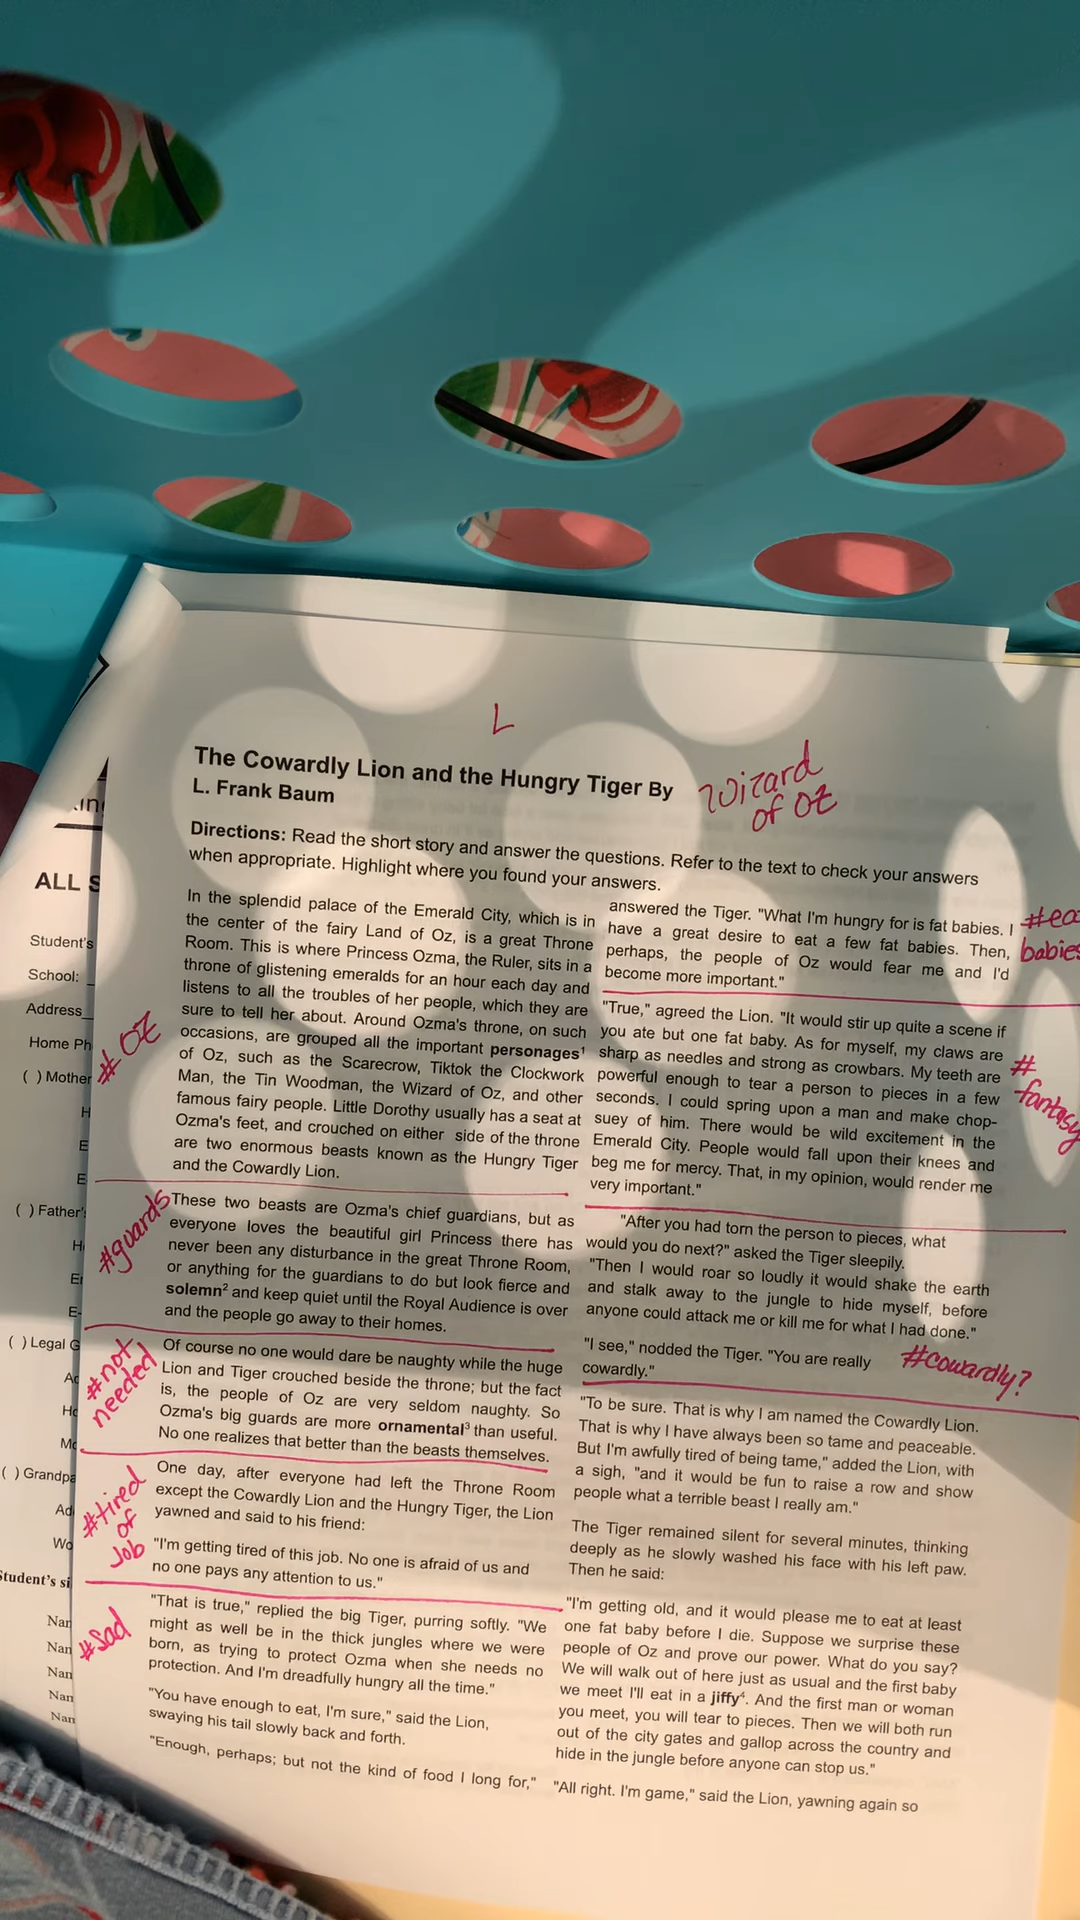 L
The Cowardly Lion and the Hungry Tiger By
L. Frank Baum
Wizard
of Oz
Directions: Read the short story and answer the questions. Refer to the text to check your answers
when appropriate. Highlight where you found your answers.
In the splendid palace of the Emerald City, which is in
the center of the fairy Land of Oz, is a great Throne
Room. This is where Princess Ozma, the Ruler, sits in a
throne of glistening emeralds for an hour each day and
listens to all the troubles of her people, which they are
sure to tell her about. Around Ozma's throne, on such
occasions, are grouped all the important personages¹
of Oz, such as the Scarecrow, Tiktok the Clockwork
Man, the Tin Woodman, the Wizard of Oz, and other
famous fairy people. Little Dorothy usually has a seat at
Ozma's feet, and crouched on either side of the throne
are two enormous beasts known as the Hungry Tiger
and the Cowardly Lion.
#OZ
These two beasts are Ozma's chief guardians, but as
everyone loves the beautiful girl Princess there has
never been any disturbance in the great Throne Room,
or anything for the guardians to do but look fierce and
solemn² and keep quiet until the Royal Audience is over
and the people go away to their homes.
#guards
Of course no one would dare be naughty while the huge
Lion and Tiger crouched beside the throne; but the fact
is, the people of Oz are very seldom naughty. So
Ozma's big guards are more ornamental³ than useful.
No one realizes that better than the beasts themselves.
#not
needed
One day, after everyone had left the Throne Room
except the Cowardly Lion and the Hungry Tiger, the Lion
yawned and said to his friend:
"I'm getting tired of this job. No one is afraid of us and
no one pays any attention to us."
#tired
of
Job
"That is true," replied the big Tiger, purring softly. "We
might as well be in the thick jungles where we were
born, as trying to protect Ozma when she needs no
protection. And I'm dreadfully hungry all the time."
#Sad
"You have enough to eat, I'm sure," said the Lion,
swaying his tail slowly back and forth.
"Enough, perhaps; but not the kind of food I long for,"
answered the Tiger. "What I'm hungry for is fat babies. I
have a great desire to eat a few fat babies. Then,
perhaps, the people of Oz would fear me and I'd
become more important."
babies
"True," agreed the Lion. "It would stir up quite a scene if
you ate but one fat baby. As for myself, my claws are
sharp as needles and strong as crowbars. My teeth are
powerful enough to tear a person to pieces in a few
seconds. I could spring upon a man and make chop-
suey of him. There would be wild excitement in the
Emerald City. People would fall upon their knees and
beg me for mercy. That, in my opinion, would render me
very important."
#
fantasy
"After you had torn the person to pieces, what
would you do next?" asked the Tiger sleepily.
"Then I would roar so loudly it would shake the earth
and stalk away to the jungle to hide myself, before
anyone could attack me or kill me for what I had done."
"I see," nodded the Tiger. "You are really
cowardly."
#cowardly?
"To be sure. That is why I am named the Cowardly Lion.
That is why I have always been so tame and peaceable.
But I'm awfully tired of being tame," added the Lion, with
a sigh, "and it would be fun to raise a row and show
people what a terrible beast I really am."
The Tiger remained silent for several minutes, thinking
deeply as he slowly washed his face with his left paw.
Then he said:
"I'm getting old, and it would please me to eat at least
one fat baby before I die. Suppose we surprise these
people of Oz and prove our power. What do you say?
We will walk out of here just as usual and the first baby
we meet I'll eat in a jiffy⁴. And the first man or woman
you meet, you will tear to pieces. Then we will both run
out of the city gates and gallop across the country and
hide in the jungle before anyone can stop us."
"All right. I'm game," said the Lion, yawning again so
ALL
Student's
School:
Address
Home Ph
( ) Mother
( ) Father'
( ) Legal G
( ) Grandpa
Student's si